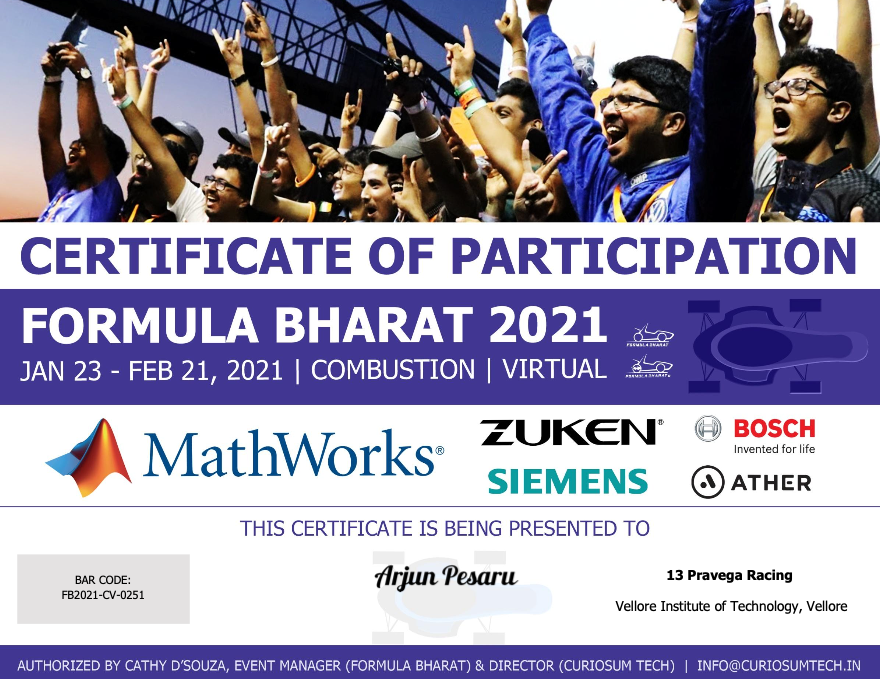 CERTIFICATE OF PARTICIPATION
FORMULA BHARAT 2021
JAN 23 - FEB 21, 2021 | COMBUSTION | VIRTUAL
FORMULA BHARAT
FORMULA BHARAT
MathWorks®
ZUKEN®
SIEMENS
BOSCH
Invented for life
ATHER
THIS CERTIFICATE IS BEING PRESENTED TO
BAR CODE:
FB2021-CV-0251
Arjun Pesaru
13 Pravega Racing
Vellore Institute of Technology, Vellore
AUTHORIZED BY CATHY D'SOUZA, EVENT MANAGER (FORMULA BHARAT) & DIRECTOR (CURIOSUM TECH) | INFO@CURIOSUMTECH.IN